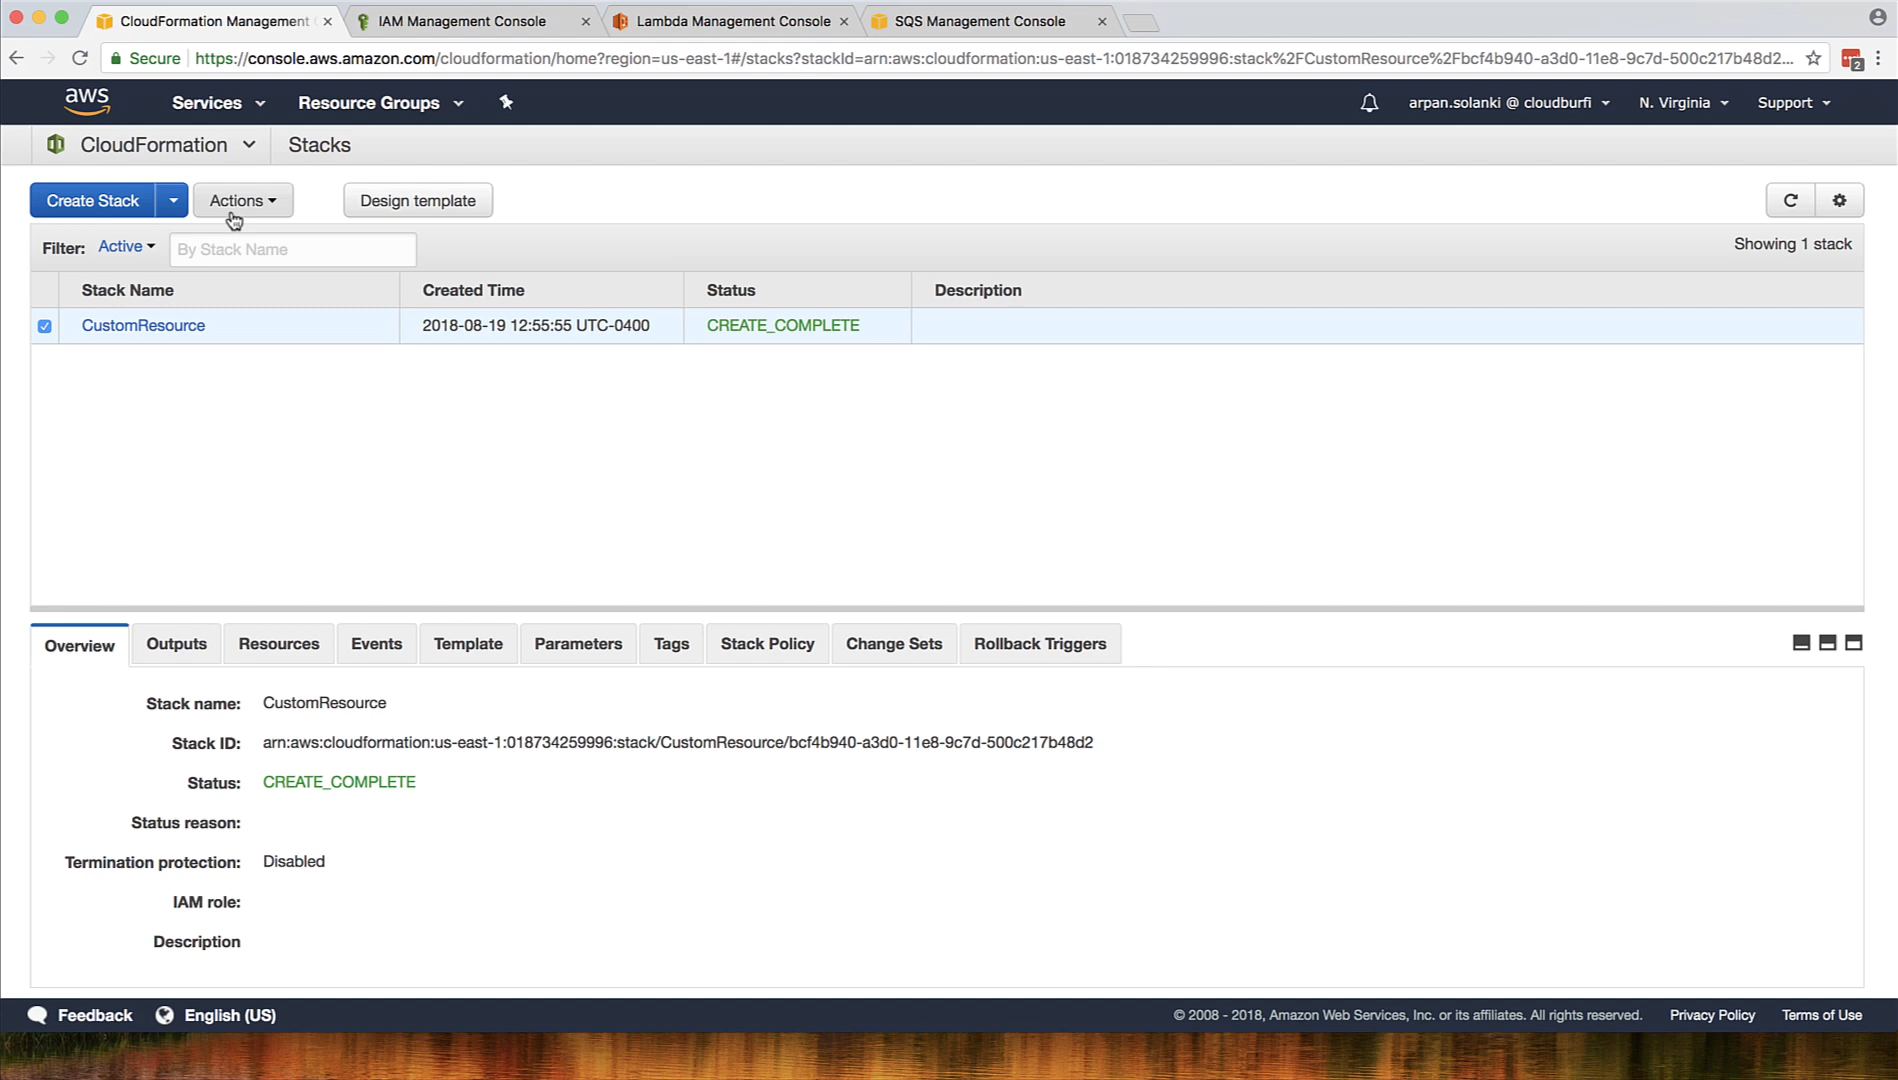 CloudFormation Management
IAM Management Console
Lambda Management Console
SQS Management Console
Secure https://console.aws.amazon.com/cloudformation/home?region=us-east-1#/stacks?stackId=arn:aws:cloudformation:us-east-1:018734259996:stack%2FCustomResource%2Fbcf4b940-a3d0-11e8-9c7d-500c217b48d2...
2
aws Services Resource Groups arpan.solanki @ cloudburfi N. Virginia Support
CloudFormation Stacks
Create Stack Actions Design template
Filter: Active By Stack Name Showing 1 stack
Stack Name Created Time Status Description
CustomResource 2018-08-19 12:55:55 UTC-0400 CREATE_COMPLETE
Overview Outputs Resources Events Template Parameters Tags Stack Policy Change Sets Rollback Triggers
Stack name: CustomResource
Stack ID: arn:aws:cloudformation:us-east-1:018734259996:stack/CustomResource/bcf4b940-a3d0-11e8-9c7d-500c217b48d2
Status: CREATE_COMPLETE
Status reason:
Termination protection: Disabled
IAM role:
Description
Feedback English (US) © 2008 - 2018, Amazon Web Services, Inc. or its affiliates. All rights reserved. Privacy Policy Terms of Use